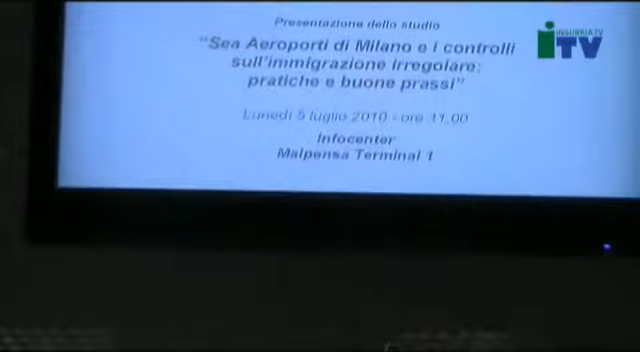 Presentazione dello studio
"Sea Aeroporti di Milano e i controlli
sull'immigrazione irregolare:
pratiche e buone prassi"
Lunedì 5 luglio 2010 - ore 11.00
Infocenter
Malpensa Terminal 1
INSUBRIA TV
iTV